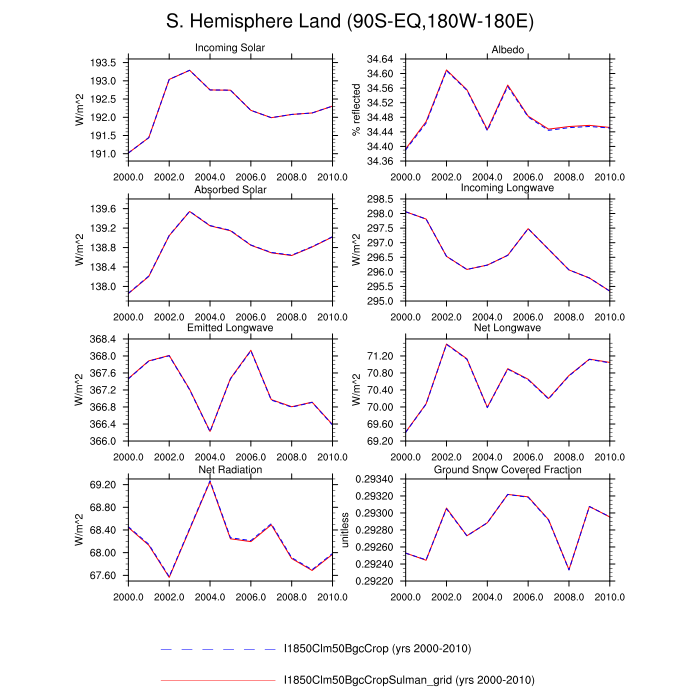 S. Hemisphere Land (90S-EQ,180W-180E)
Incoming Solar
W/m^2
193.5
193.0
192.5
192.0
191.5
191.0
2000.0 2002.0 2004.0 2006.0 2008.0 2010.0
Albedo
% reflected
34.64
34.60
34.56
34.52
34.48
34.44
34.40
34.36
2000.0 2002.0 2004.0 2006.0 2008.0 2010.0
Absorbed Solar
W/m^2
139.6
139.2
138.8
138.4
138.0
2000.0 2002.0 2004.0 2006.0 2008.0 2010.0
Incoming Longwave
W/m^2
298.5
298.0
297.5
297.0
296.5
296.0
295.5
295.0
2000.0 2002.0 2004.0 2006.0 2008.0 2010.0
Emitted Longwave
W/m^2
368.4
368.0
367.6
367.2
366.8
366.4
366.0
2000.0 2002.0 2004.0 2006.0 2008.0 2010.0
Net Longwave
W/m^2
71.20
70.80
70.40
70.00
69.60
69.20
2000.0 2002.0 2004.0 2006.0 2008.0 2010.0
Net Radiation
W/m^2
69.20
68.80
68.40
68.00
67.60
2000.0 2002.0 2004.0 2006.0 2008.0 2010.0
Ground Snow Covered Fraction
unitless
0.29340
0.29320
0.29300
0.29280
0.29260
0.29240
0.29220
2000.0 2002.0 2004.0 2006.0 2008.0 2010.0
I1850Clm50BgcCrop (yrs 2000-2010)
I1850Clm50BgcCropSulman_grid (yrs 2000-2010)